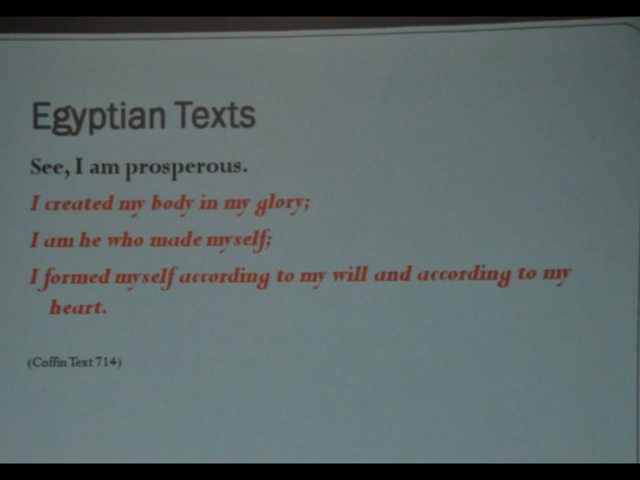 Egyptian Texts
See, I am prosperous.
I created my body in my glory;
I am he who made myself;
I formed myself according to my will and according to my
heart.
(Coffin Text 714)